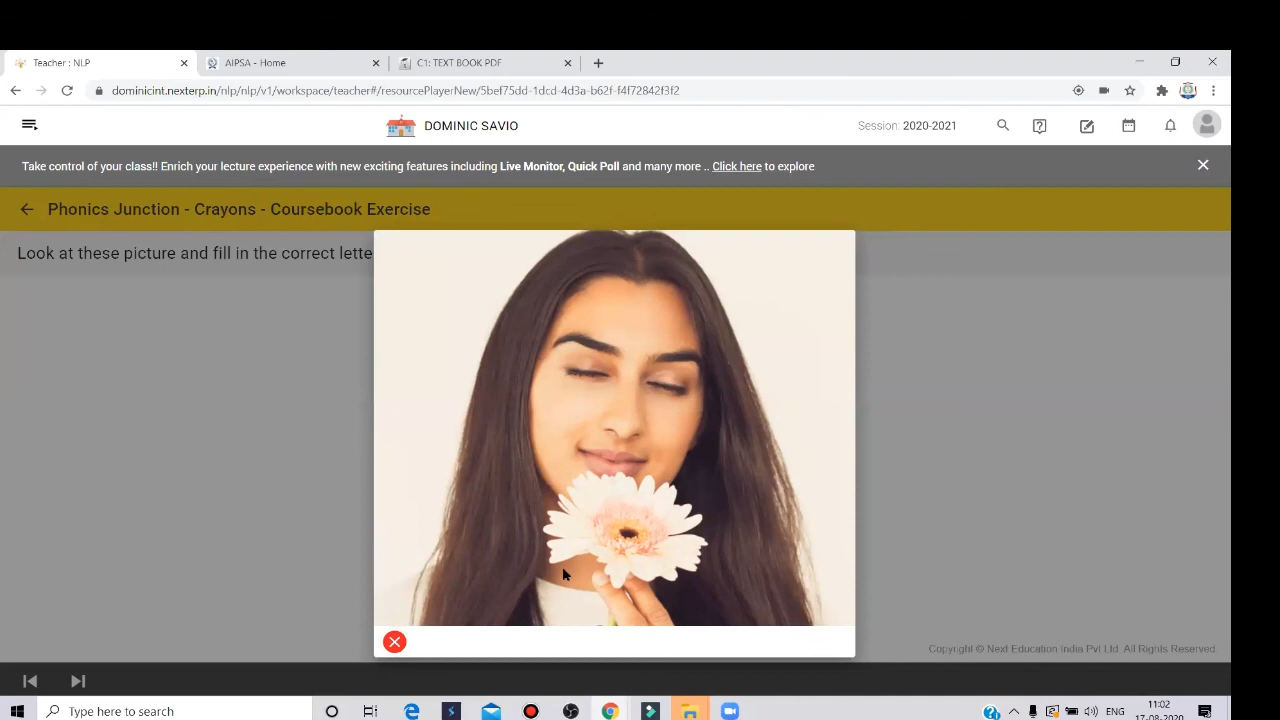 Teacher : NLP
AIPSA - Home
C1: TEXT BOOK PDF
dominicint.nexterp.in/nlp/nlp/v1/workspace/teacher#/resourcePlayerNew/5bef75dd-1dcd-4d3a-b62f-f4f72842f3f2
DOMINIC SAVIO
Session: 2020-2021
Take control of your class!! Enrich your lecture experience with new exciting features including Live Monitor, Quick Poll and many more .. Click here to explore
Phonics Junction - Crayons - Coursebook Exercise
Look at these picture and fill in the correct lette
Copyright © Next Education India Pvt Ltd. All Rights Reserved.
Type here to search
ENG
11:02
17-08-2020